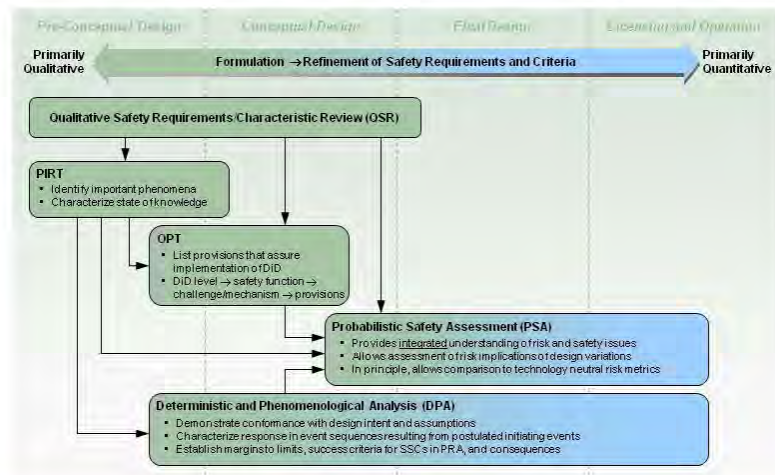 Pre-Conceptual Design
Conceptual Design
Final Design
Licensing and Operation
Primarily
Qualitative
Formulation → Refinement of Safety Requirements and Criteria
Primarily
Quantitative
Qualitative Safety Requirements/Characteristic Review (QSR)
PIRT
▪ Identify important phenomena
▪ Characterize state of knowledge
OPT
▪ List provisions that assure
implementation of DiD
▪ DiD level → safety function →
challenge/mechanism → provisions
Probabilistic Safety Assessment (PSA)
▪ Provides integrated understanding of risk and safety issues
▪ Allows assessment of risk implications of design variations
▪ In principle, allows comparison to technology neutral risk metrics
Deterministic and Phenomenological Analysis (DPA)
▪ Demonstrate conformance with design intent and assumptions
▪ Characterize response in event sequences resulting from postulated initiating events
▪ Establish margins to limits, success criteria for SSCs in PRA, and consequences